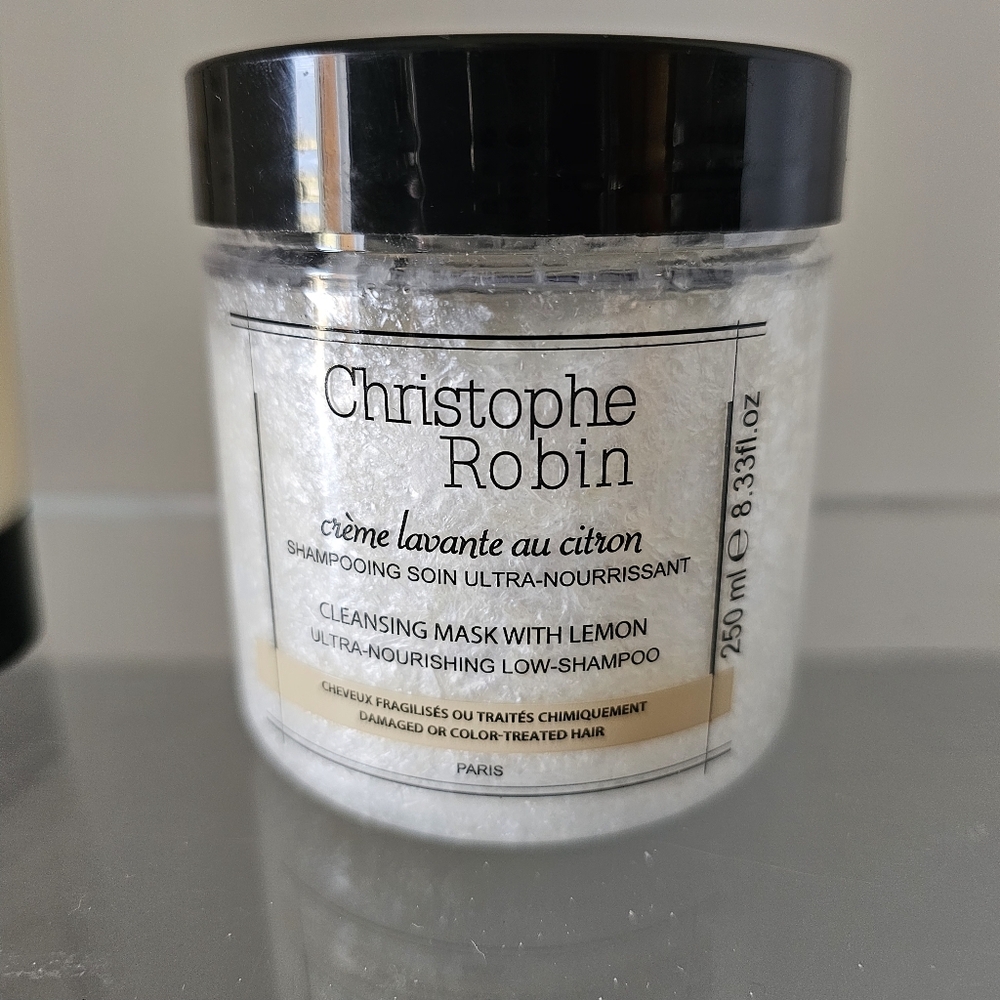 Christophe
Robin
crème lavante au citron
SHAMPOOING SOIN ULTRA-NOURRISSANT
CLEANSING MASK WITH LEMON
ULTRA-NOURISHING LOW-SHAMPOO
CHEVEUX FRAGILISÉS OU TRAITÉS CHIMIQUEMENT
DAMAGED OR COLOR-TREATED HAIR
PARIS
250 ml ℮ 8.33fl.oz